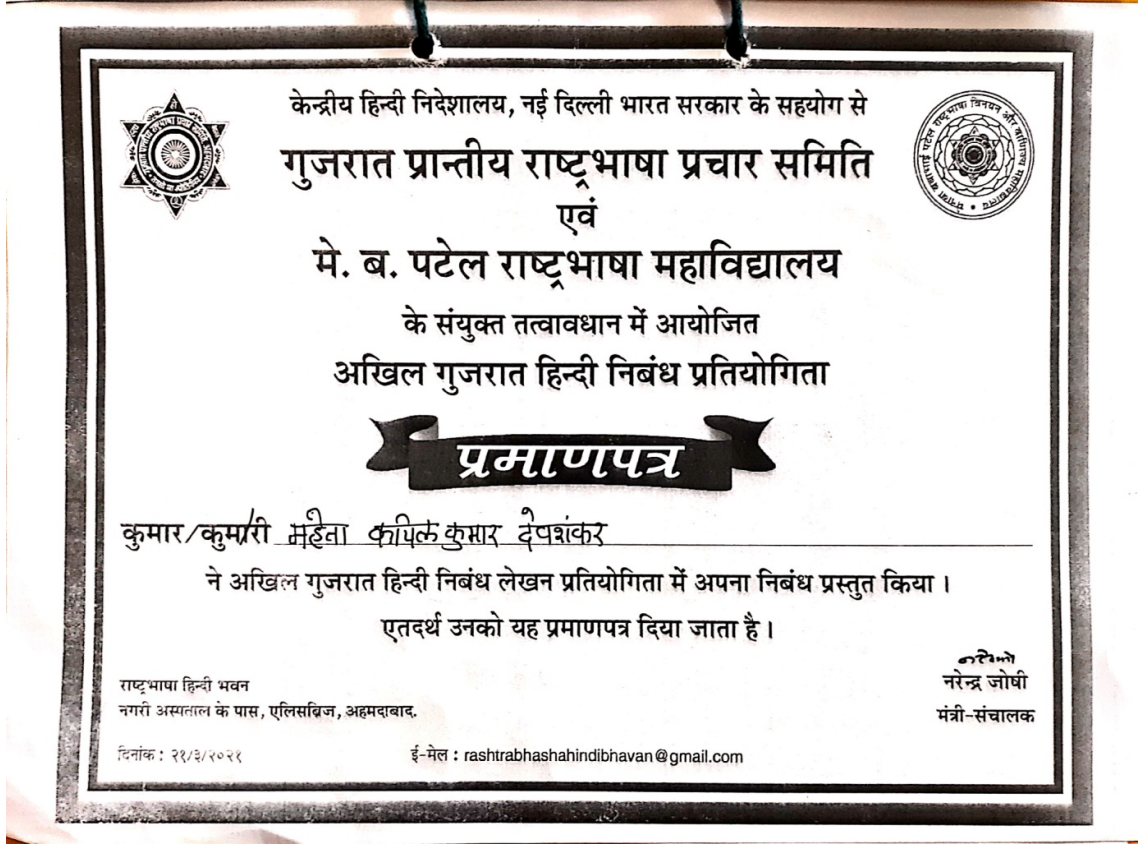 केन्द्रीय हिन्दी निदेशालय, नई दिल्ली भारत सरकार के सहयोग से
गुजरात प्रान्तीय राष्ट्रभाषा प्रचार समिति
एवं
मे. ब. पटेल राष्ट्रभाषा महाविद्यालय
के संयुक्त तत्वावधान में आयोजित
अखिल गुजरात हिन्दी निबंध प्रतियोगिता
प्रमाणपत्र
कुमार/कुमारी महेता कपिलकुमार देवशंकर
ने अखिल गुजरात हिन्दी निबंध लेखन प्रतियोगिता में अपना निबंध प्रस्तुत किया ।
एतदर्थ उनको यह प्रमाणपत्र दिया जाता है ।
नरेन्द्र जोषी
मंत्री-संचालक
राष्ट्रभाषा हिन्दी भवन
नगरी अस्पताल के पास, एलिसब्रिज, अहमदाबाद.
दिनांक : २१/३/२०२१
ई-मेल : rashtrabhashahindibhavan@gmail.com